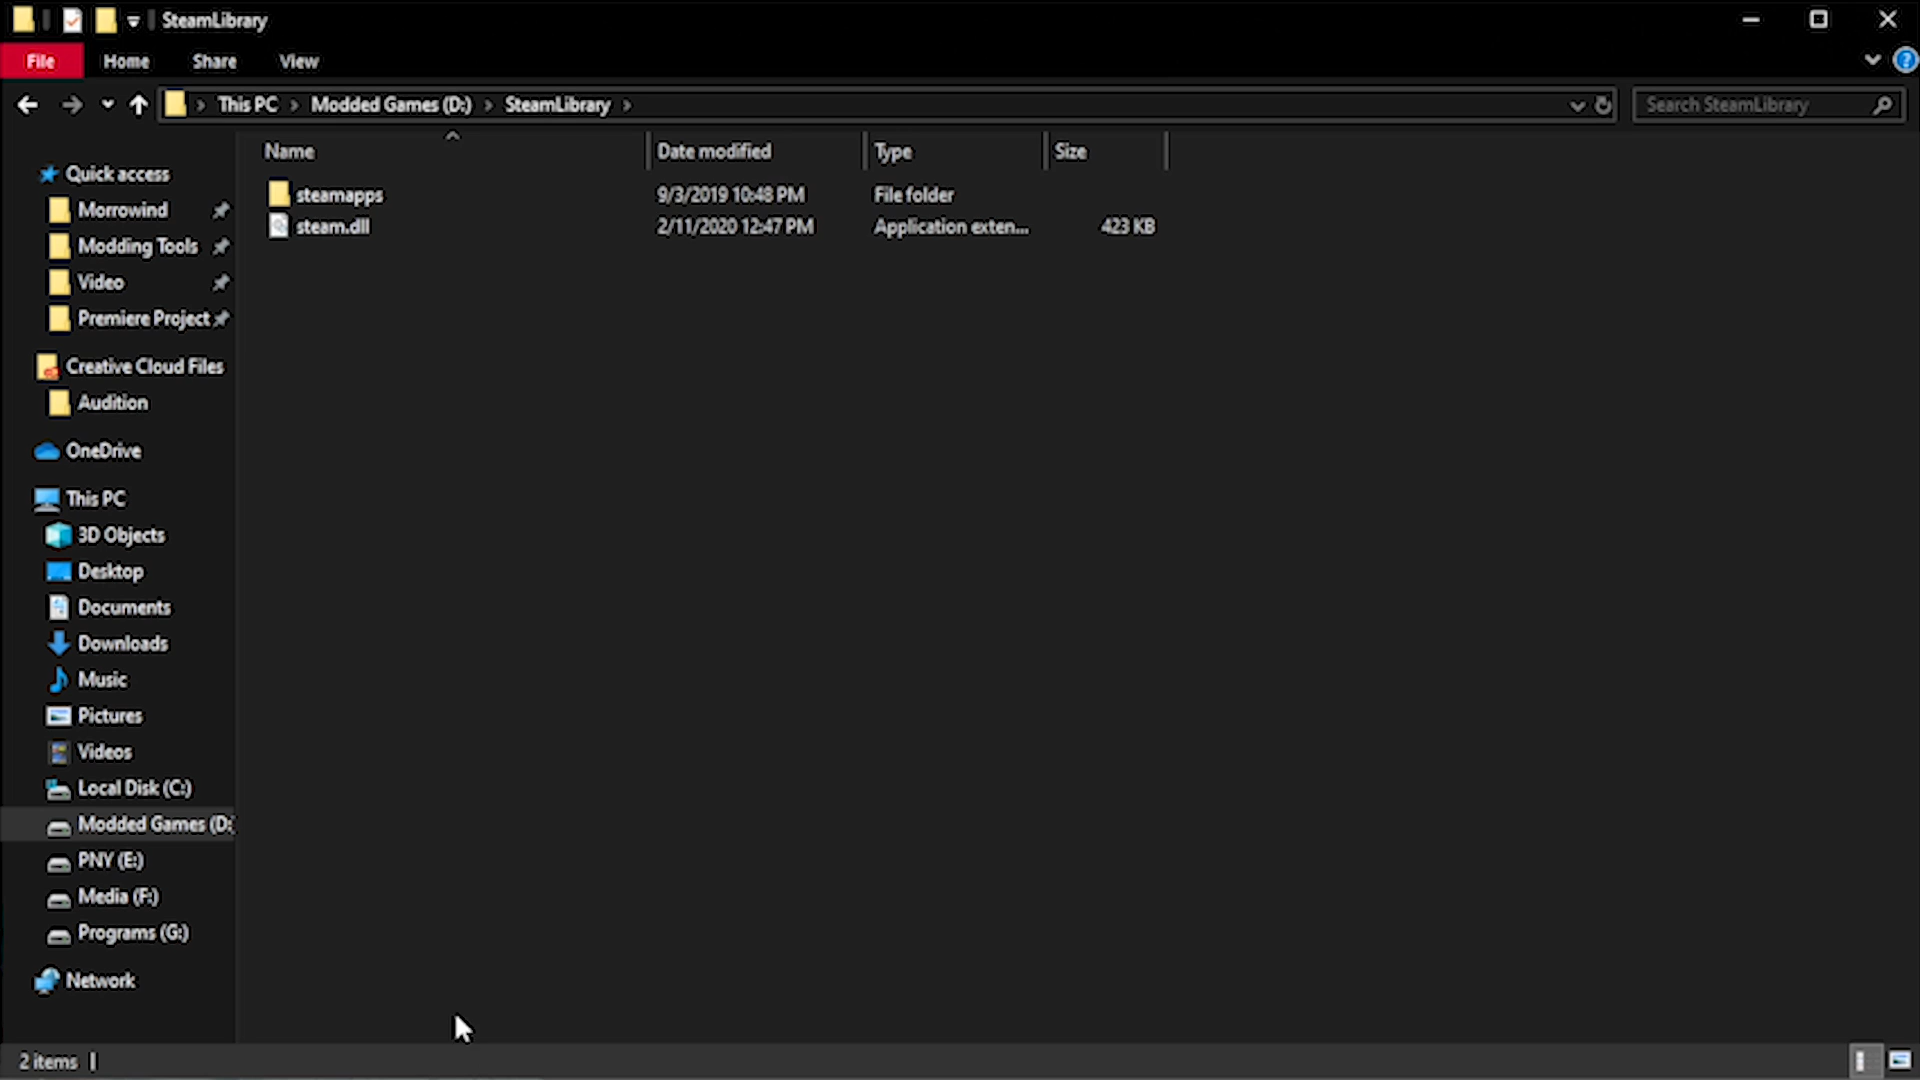 SteamLibrary
File Home Share View
This PC Modded Games (D:) SteamLibrary
Search SteamLibrary
Name Date modified Type Size
steamapps 9/3/2019 10:48 PM File folder
steam.dll 2/11/2020 12:47 PM Application exten... 423 KB
Quick access
Morrowind
Modding Tools
Video
Premiere Project
Creative Cloud Files
Audition
OneDrive
This PC
3D Objects
Desktop
Documents
Downloads
Music
Pictures
Videos
Local Disk (C:)
Modded Games (D:
PNY (E:)
Media (F:)
Programs (G:)
Network
2 items